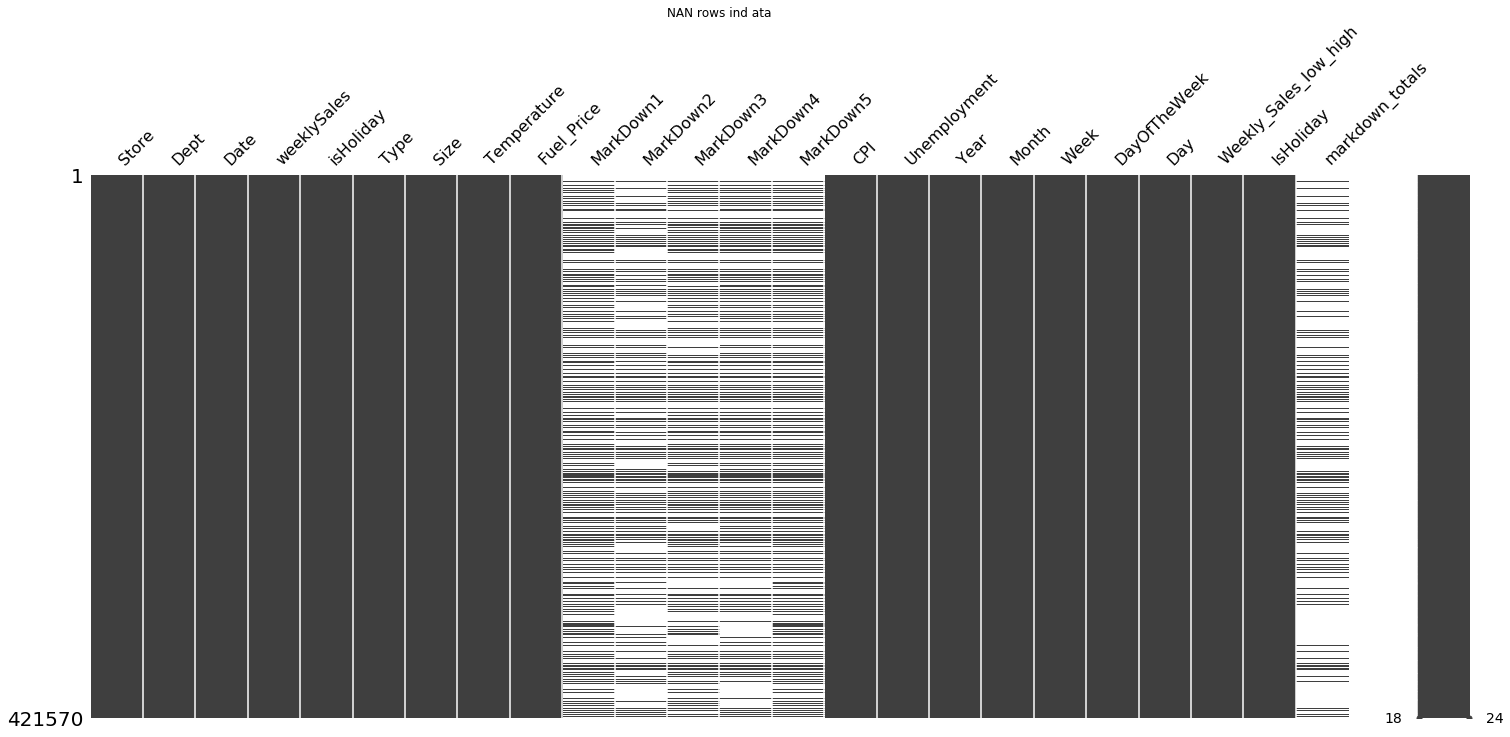 NAN rows ind ata
Store
Dept
Date
weeklySales
isHoliday
Type
Size
Temperature
Fuel_Price
MarkDown1
MarkDown2
MarkDown3
MarkDown4
MarkDown5
CPI
Unemployment
Year
Month
Week
DayOfTheWeek
Day
Weekly_Sales_low_high
IsHoliday
markdown_totals
1
421570
18
24